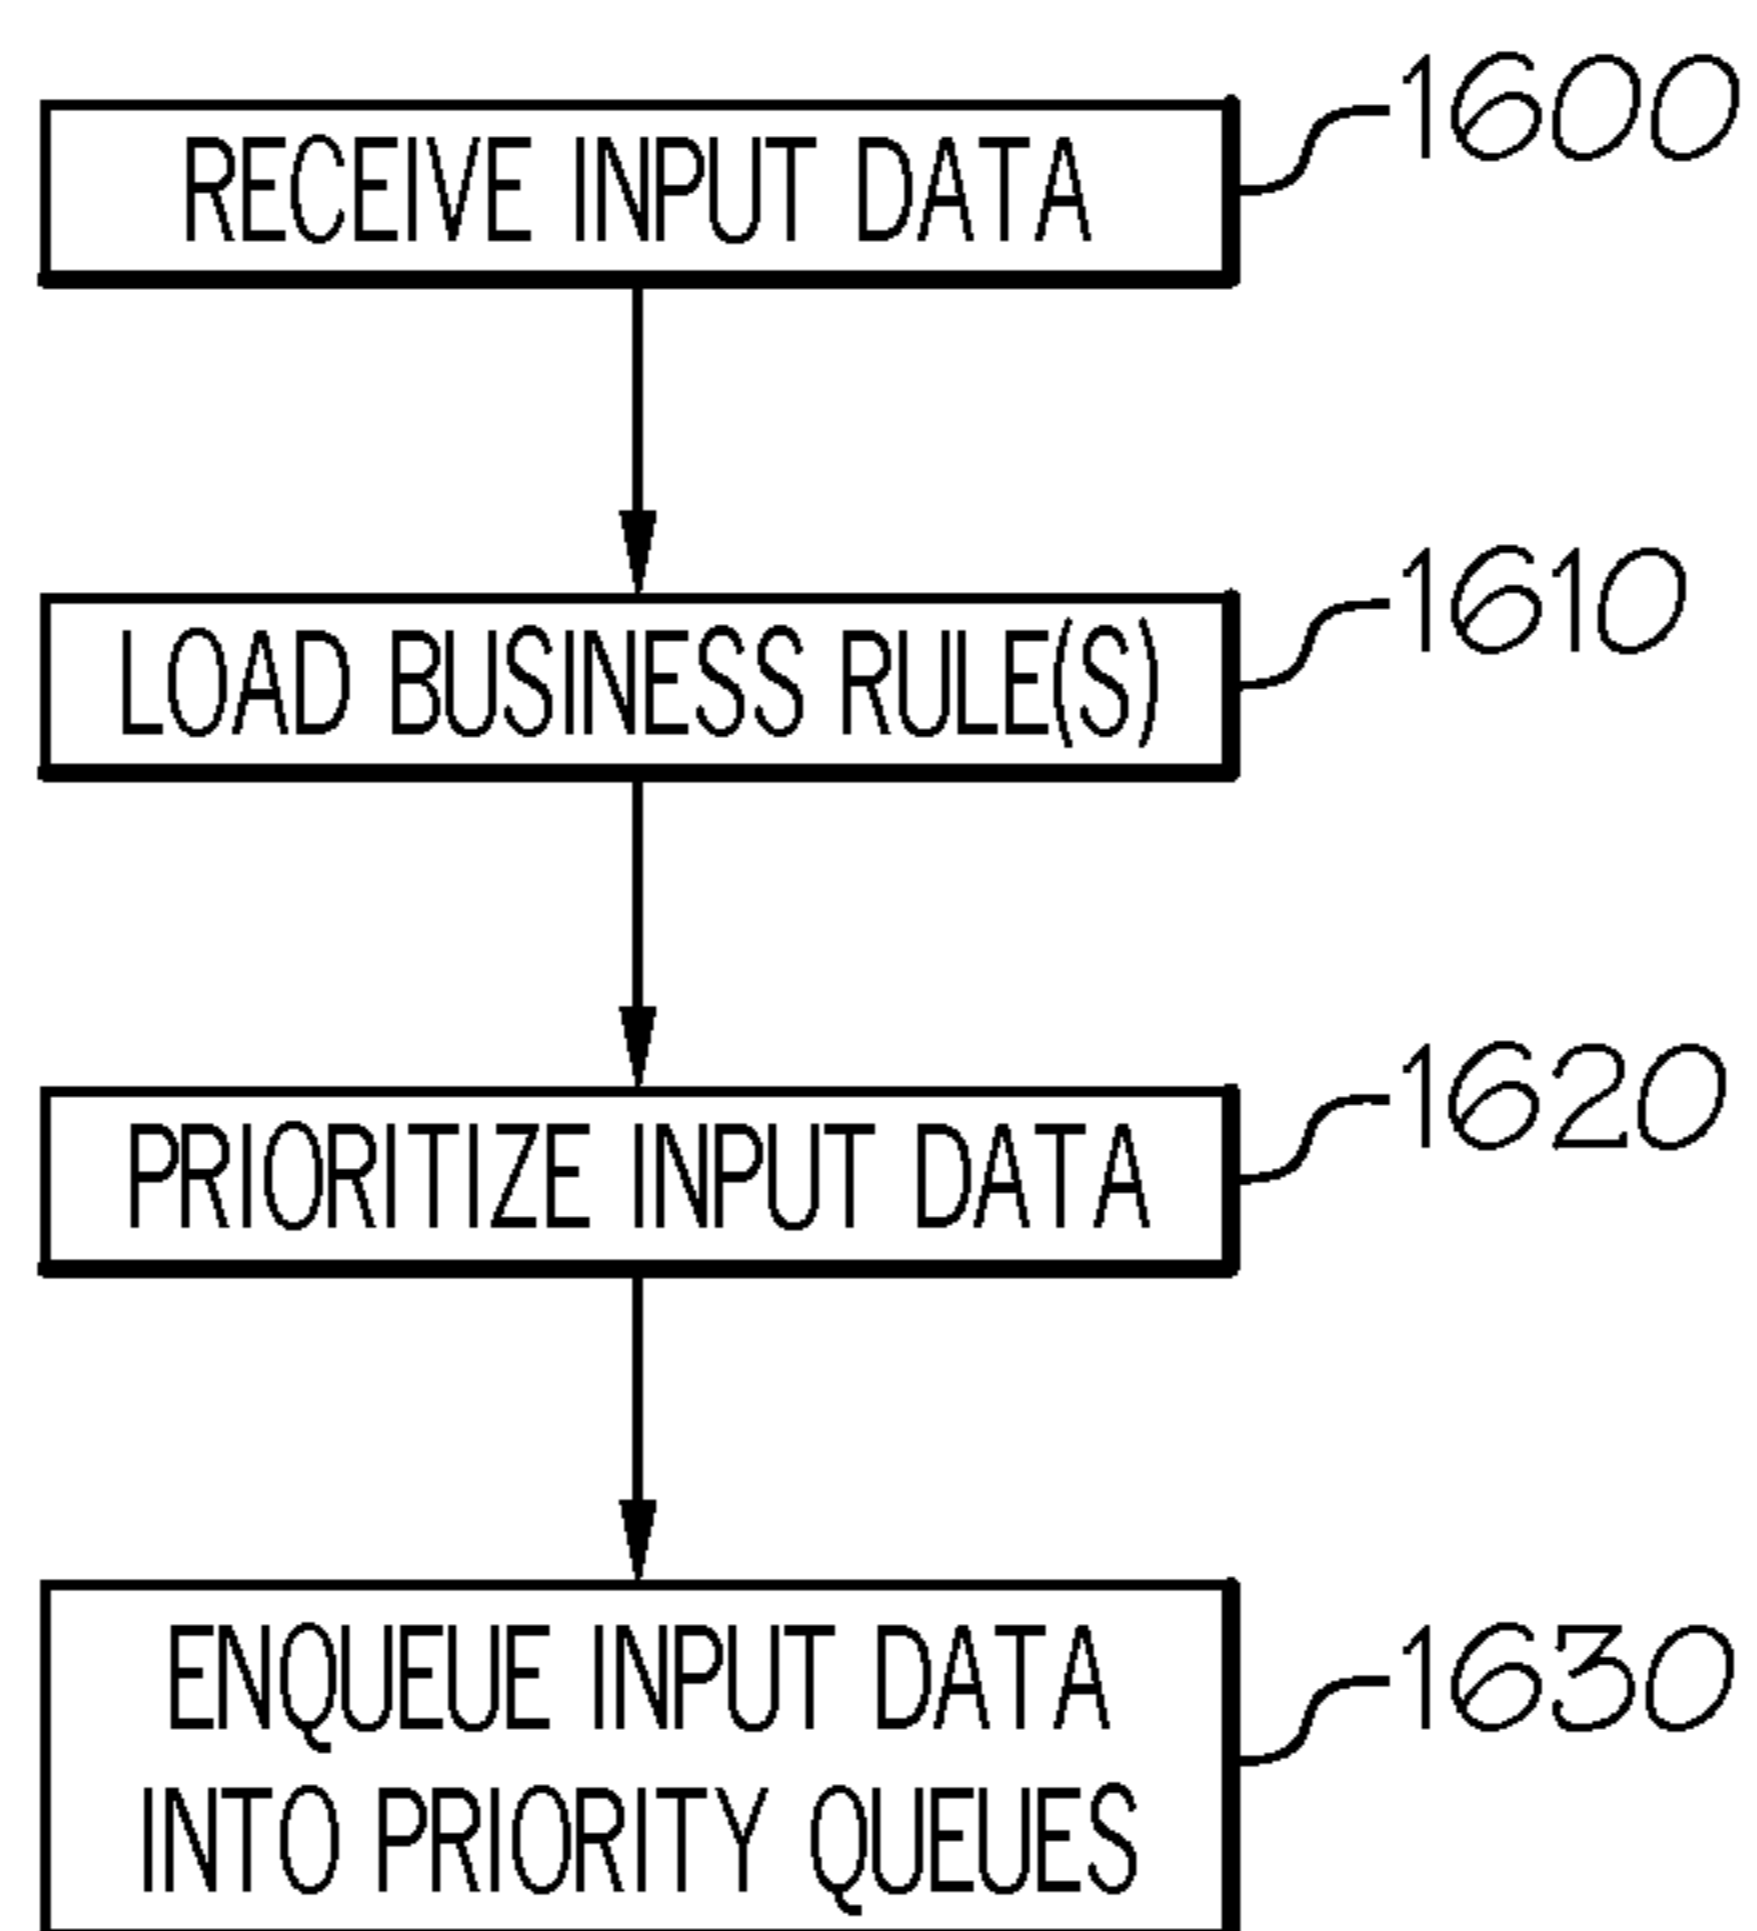 RECEIVE INPUT DATA
1600
LOAD BUSINESS RULE(S)
1610
PRIORITIZE INPUT DATA
1620
ENQUEUE INPUT DATA
INTO PRIORITY QUEUES
1630